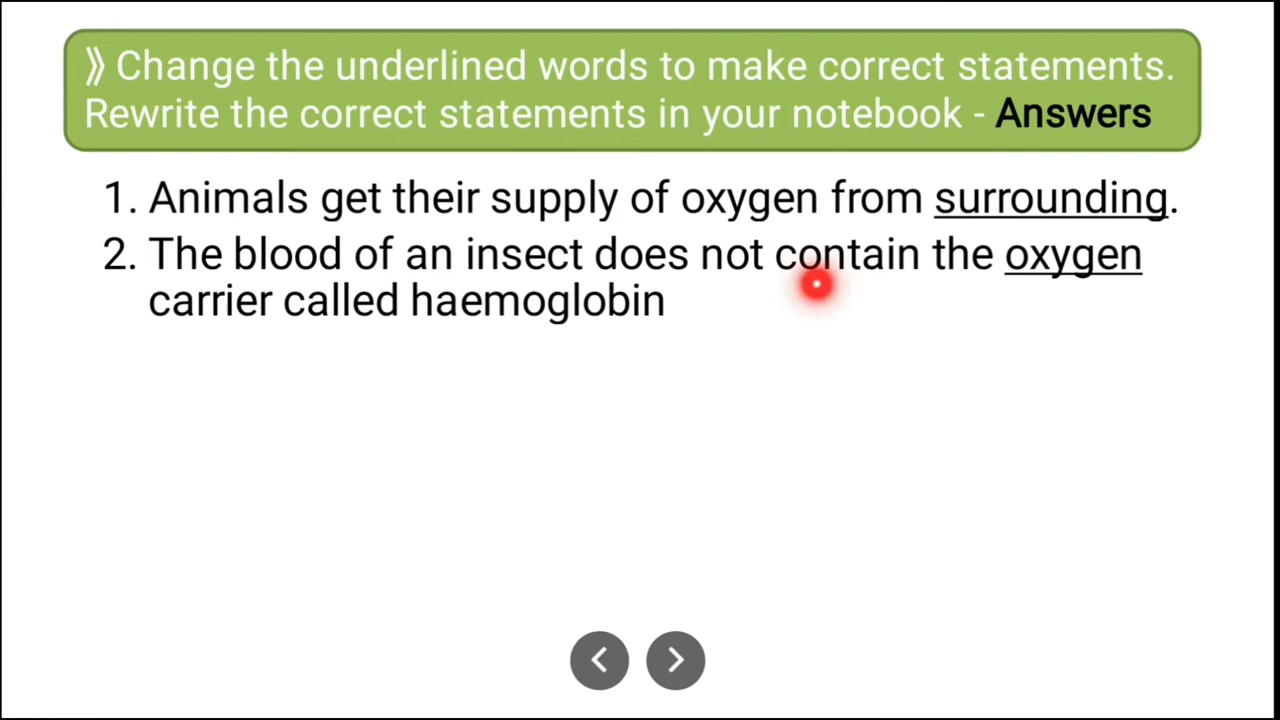 ⟫ Change the underlined words to make correct statements.
Rewrite the correct statements in your notebook - Answers
1. Animals get their supply of oxygen from surrounding.
2. The blood of an insect does not contain the oxygen
carrier called haemoglobin